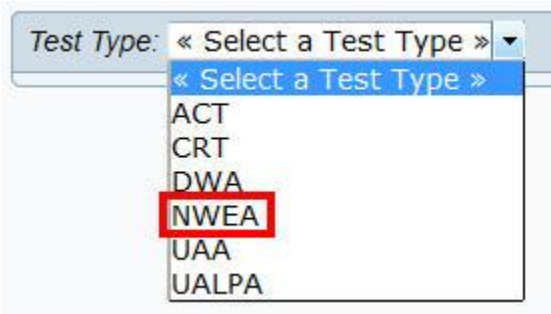 Test Type: « Select a Test Type »
« Select a Test Type »
ACT
CRT
DWA
NWEA
UAA
UALPA